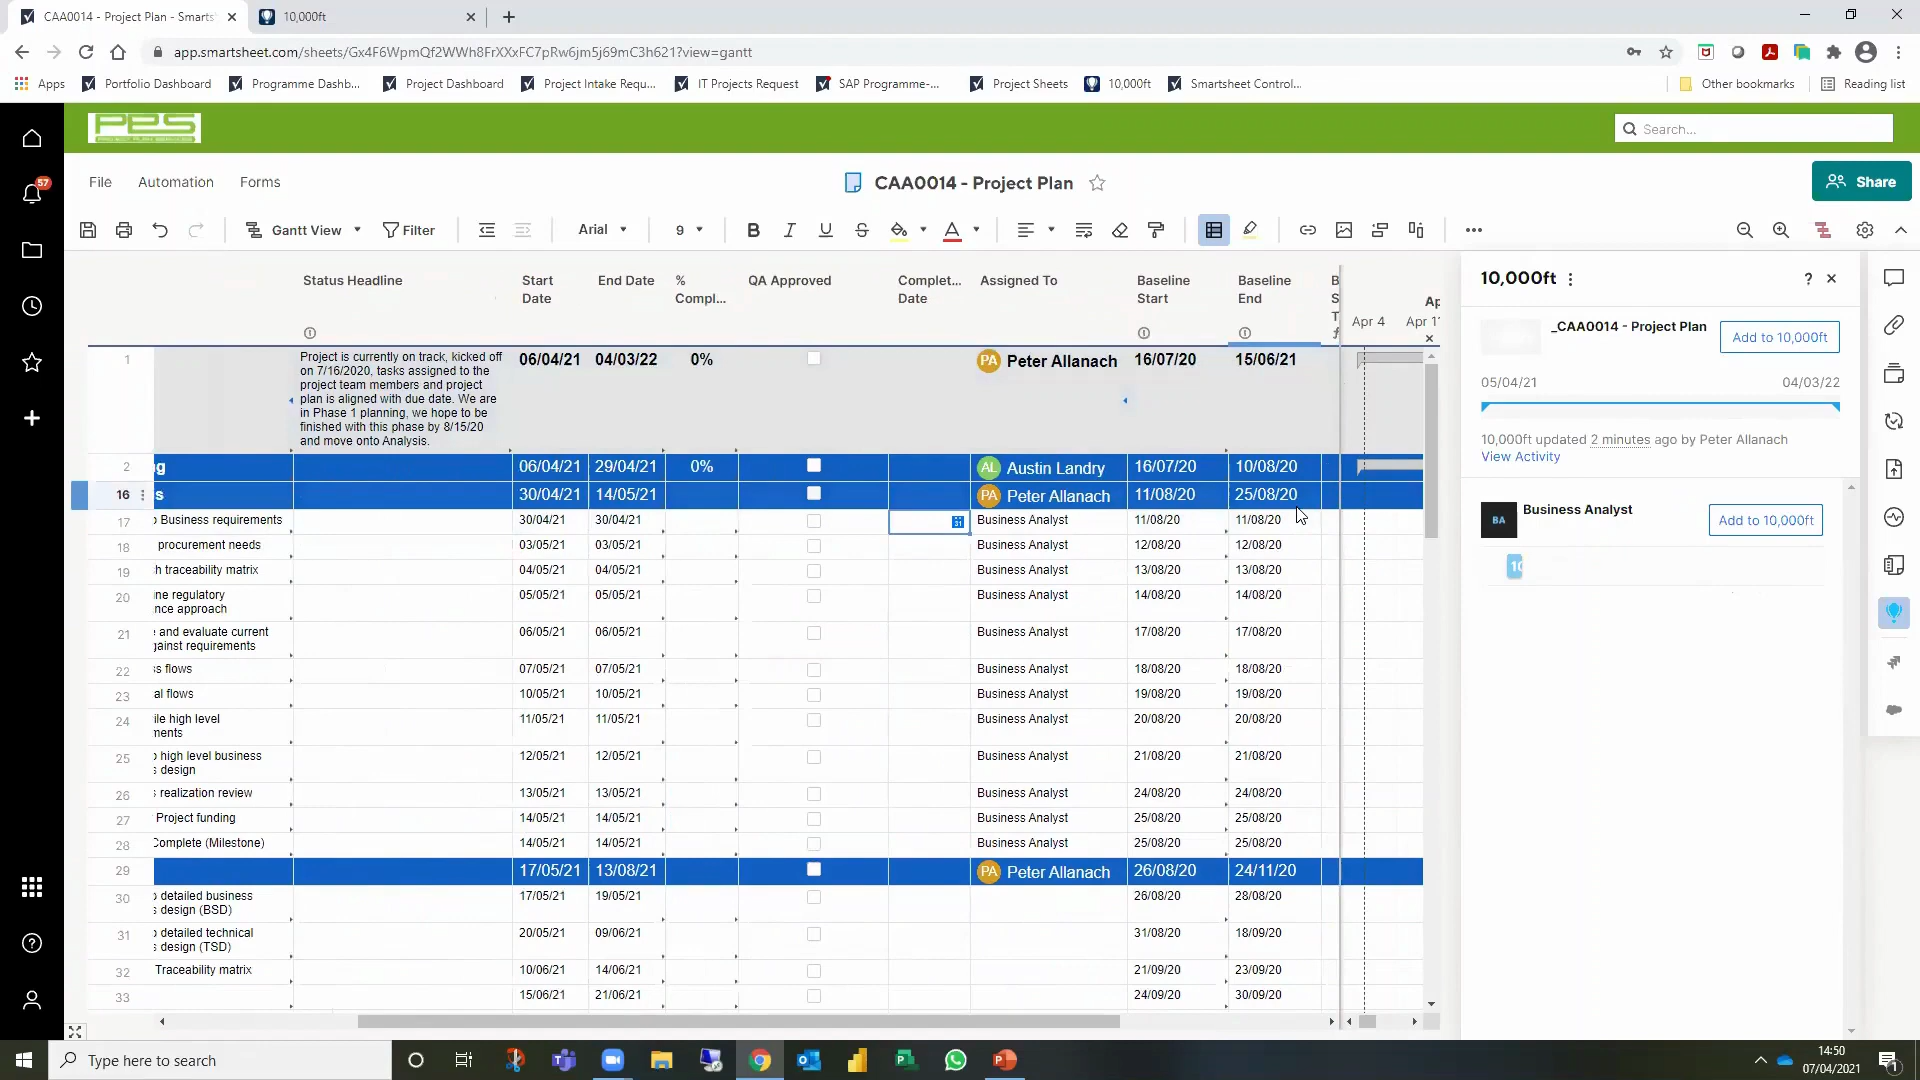 CAA0014 - Project Plan - Smarts
10,000ft
app.smartsheet.com/sheets/Gx4F6WpmQf2WWh8FrXXxFC7pRw6jm5j69mC3h621?view=gantt
Apps
Portfolio Dashboard
Programme Dashb...
Project Dashboard
Project Intake Requ...
IT Projects Request
SAP Programme-...
Project Sheets
10,000ft
Smartsheet Control...
Other bookmarks
Reading list
PES
Search...
57
File
Automation
Forms
CAA0014 - Project Plan
Share
Gantt View
Filter
Arial
9
Status Headline
Start Date
End Date
% Compl...
QA Approved
Complet... Date
Assigned To
Baseline Start
Baseline End
Apr 4
1
Project is currently on track, kicked off
on 7/16/2020, tasks assigned to the
project team members and project
plan is aligned with due date. We are
in Phase 1 planning, we hope to be
finished with this phase by 8/15/20
and move onto Analysis.
06/04/21 04/03/22 0% PA Peter Allanach 16/07/20 15/06/21
2 g 06/04/21 29/04/21 0% AL Austin Landry 16/07/20 10/08/20
16 s 30/04/21 14/05/21 PA Peter Allanach 11/08/20 25/08/20
17 Business requirements 30/04/21 30/04/21 31 Business Analyst 11/08/20 11/08/20
18 procurement needs 03/05/21 03/05/21 Business Analyst 12/08/20 12/08/20
19 h traceability matrix 04/05/21 04/05/21 Business Analyst 13/08/20 13/08/20
20 ine regulatory 05/05/21 05/05/21 Business Analyst 14/08/20 14/08/20
nce approach
21 and evaluate current 06/05/21 06/05/21 Business Analyst 17/08/20 17/08/20
gainst requirements
22 s flows 07/05/21 07/05/21 Business Analyst 18/08/20 18/08/20
23 al flows 10/05/21 10/05/21 Business Analyst 19/08/20 19/08/20
24 ile high level 11/05/21 11/05/21 Business Analyst 20/08/20 20/08/20
ments
25 high level business 12/05/21 12/05/21 Business Analyst 21/08/20 21/08/20
s design
26 realization review 13/05/21 13/05/21 Business Analyst 24/08/20 24/08/20
27 Project funding 14/05/21 14/05/21 Business Analyst 25/08/20 25/08/20
28 Complete (Milestone) 14/05/21 14/05/21 Business Analyst 25/08/20 25/08/20
29 17/05/21 13/08/21 PA Peter Allanach 26/08/20 24/11/20
30 detailed business 17/05/21 19/05/21 26/08/20 28/08/20
s design (BSD)
31 detailed technical 20/05/21 09/06/21 31/08/20 18/09/20
s design (TSD)
32 Traceability matrix 10/06/21 14/06/21 21/09/20 23/09/20
33 15/06/21 21/06/21 24/09/20 30/09/20
10,000ft
_CAA0014 - Project Plan
Add to 10,000ft
05/04/21
04/03/22
10,000ft updated 2 minutes ago by Peter Allanach
View Activity
BA
Business Analyst
Add to 10,000ft
Type here to search
14:50
07/04/2021
1